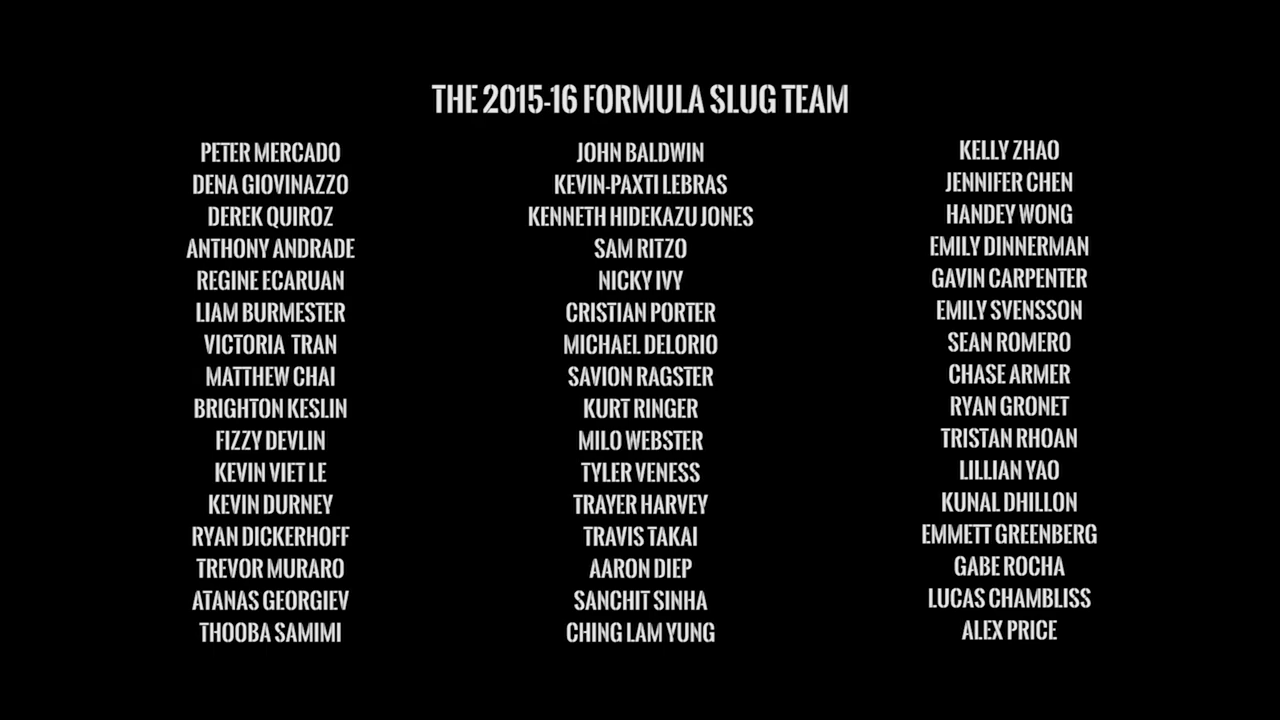 THE 2015-16 FORMULA SLUG TEAM
PETER MERCADO
DENA GIOVINAZZO
DEREK QUIROZ
ANTHONY ANDRADE
REGINE ECARUAN
LIAM BURMESTER
VICTORIA TRAN
MATTHEW CHAI
BRIGHTON KESLIN
FIZZY DEVLIN
KEVIN VIET LE
KEVIN DURNEY
RYAN DICKERHOFF
TREVOR MURARO
ATANAS GEORGIEV
THOOBA SAMIMI
JOHN BALDWIN
KEVIN-PAXTI LEBRAS
KENNETH HIDEKAZU JONES
SAM RITZO
NICKY IVY
CRISTIAN PORTER
MICHAEL DELORIO
SAVION RAGSTER
KURT RINGER
MILO WEBSTER
TYLER VENESS
TRAYER HARVEY
TRAVIS TAKAI
AARON DIEP
SANCHIT SINHA
CHING LAM YUNG
KELLY ZHAO
JENNIFER CHEN
HANDEY WONG
EMILY DINNERMAN
GAVIN CARPENTER
EMILY SVENSSON
SEAN ROMERO
CHASE ARMER
RYAN GRONET
TRISTAN RHOAN
LILLIAN YAO
KUNAL DHILLON
EMMETT GREENBERG
GABE ROCHA
LUCAS CHAMBLISS
ALEX PRICE